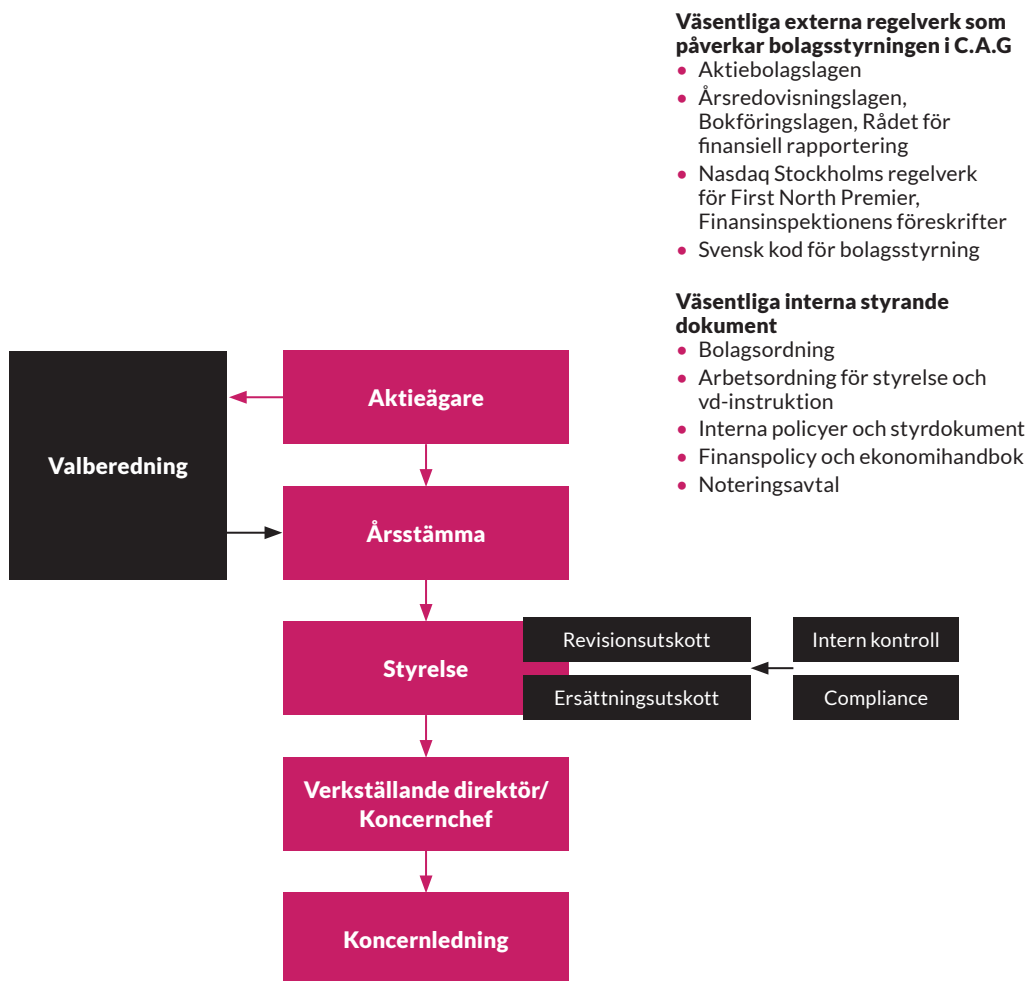 Väsentliga externa regelverk som
påverkar bolagsstyrningen i C.A.G
• Aktiebolagslagen
• Årsredovisningslagen,
Bokföringslagen, Rådet för
finansiell rapportering
• Nasdaq Stockholms regelverk
för First North Premier,
Finansinspektionens föreskrifter
• Svensk kod för bolagsstyrning
Väsentliga interna styrande
dokument
• Bolagsordning
• Arbetsordning för styrelse och
vd-instruktion
• Interna policyer och styrdokument
• Finanspolicy och ekonomihandbok
• Noteringsavtal
Valberedning
Aktieägare
Årsstämma
Styrelse
Revisionsutskott
Ersättningsutskott
Intern kontroll
Compliance
Verkställande direktör/
Koncernchef
Koncernledning